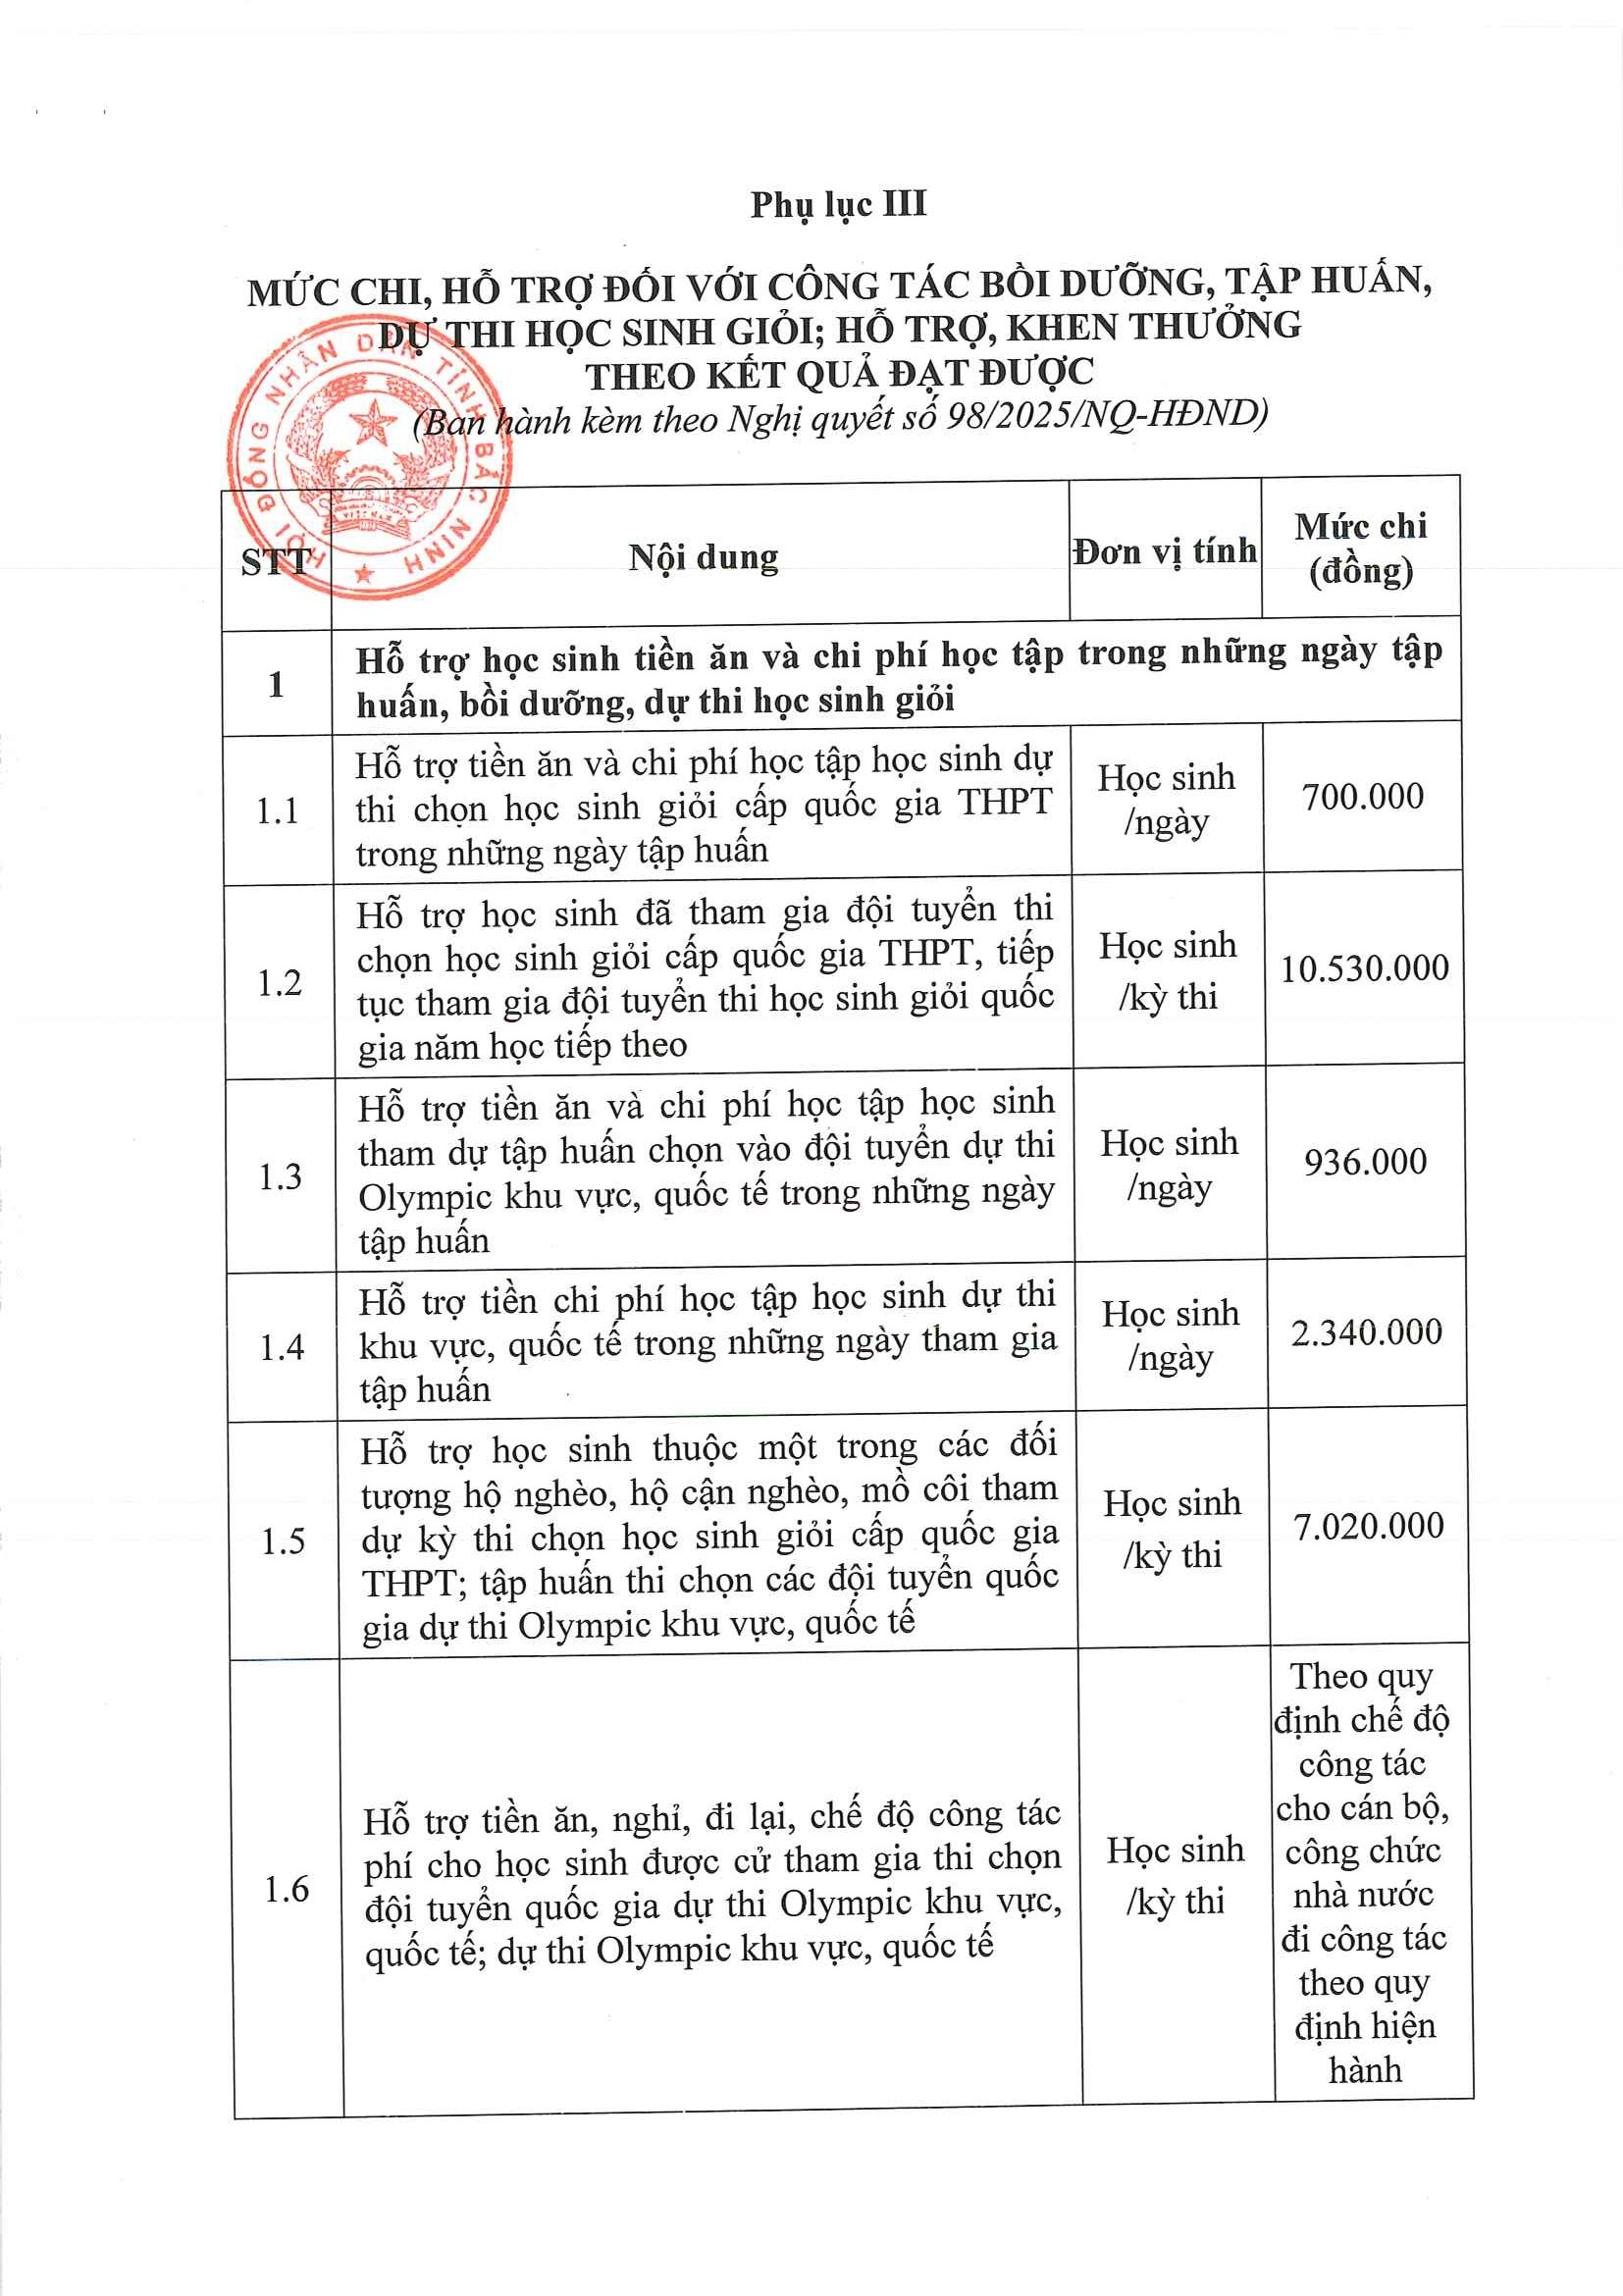 Phụ lục III
MỨC CHI, HỖ TRỢ ĐỐI VỚI CÔNG TÁC BỒI DƯỠNG, TẬP HUẤN,
DỰ THI HỌC SINH GIỎI; HỖ TRỢ, KHEN THƯỞNG
THEO KẾT QUẢ ĐẠT ĐƯỢC
(Ban hành kèm theo Nghị quyết số 98/2025/NQ-HĐND)
HỘI ĐỒNG NHÂN DÂN TỈNH BẮC NINH
STT
Nội dung
Đơn vị tính
Mức chi
(đồng)
1
Hỗ trợ học sinh tiền ăn và chi phí học tập trong những ngày tập
huấn, bồi dưỡng, dự thi học sinh giỏi
1.1
Hỗ trợ tiền ăn và chi phí học tập học sinh dự
thi chọn học sinh giỏi cấp quốc gia THPT
trong những ngày tập huấn
Học sinh
/ngày
700.000
1.2
Hỗ trợ học sinh đã tham gia đội tuyển thi
chọn học sinh giỏi cấp quốc gia THPT, tiếp
tục tham gia đội tuyển thi học sinh giỏi quốc
gia năm học tiếp theo
Học sinh
/kỳ thi
10.530.000
1.3
Hỗ trợ tiền ăn và chi phí học tập học sinh
tham dự tập huấn chọn vào đội tuyển dự thi
Olympic khu vực, quốc tế trong những ngày
tập huấn
Học sinh
/ngày
936.000
1.4
Hỗ trợ tiền chi phí học tập học sinh dự thi
khu vực, quốc tế trong những ngày tham gia
tập huấn
Học sinh
/ngày
2.340.000
1.5
Hỗ trợ học sinh thuộc một trong các đối
tượng hộ nghèo, hộ cận nghèo, mồ côi tham
dự kỳ thi chọn học sinh giỏi cấp quốc gia
THPT; tập huấn thi chọn các đội tuyển quốc
gia dự thi Olympic khu vực, quốc tế
Học sinh
/kỳ thi
7.020.000
1.6
Hỗ trợ tiền ăn, nghỉ, đi lại, chế độ công tác
phí cho học sinh được cử tham gia thi chọn
đội tuyển quốc gia dự thi Olympic khu vực,
quốc tế; dự thi Olympic khu vực, quốc tế
Học sinh
/kỳ thi
Theo quy
định chế độ
công tác
cho cán bộ,
công chức
nhà nước
đi công tác
theo quy
định hiện
hành